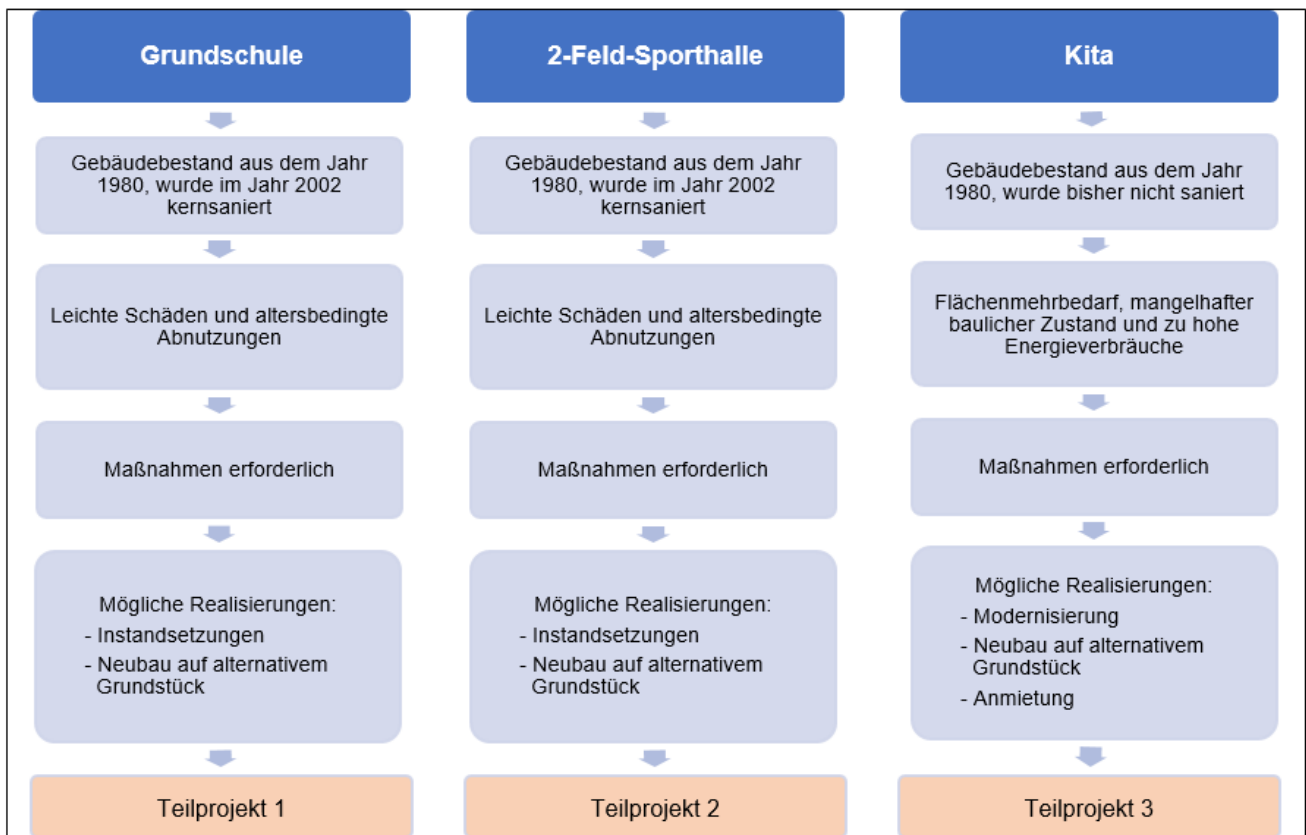 Grundschule
Gebäudebestand aus dem Jahr
1980, wurde im Jahr 2002
kernsaniert
Leichte Schäden und altersbedingte
Abnutzungen
Maßnahmen erforderlich
Mögliche Realisierungen:
- Instandsetzungen
- Neubau auf alternativem
Grundstück
Teilprojekt 1
2-Feld-Sporthalle
Gebäudebestand aus dem Jahr
1980, wurde im Jahr 2002
kernsaniert
Leichte Schäden und altersbedingte
Abnutzungen
Maßnahmen erforderlich
Mögliche Realisierungen:
- Instandsetzungen
- Neubau auf alternativem
Grundstück
Teilprojekt 2
Kita
Gebäudebestand aus dem Jahr
1980, wurde bisher nicht saniert
Flächenmehrbedarf, mangelhafter
baulicher Zustand und zu hohe
Energieverbräuche
Maßnahmen erforderlich
Mögliche Realisierungen:
- Modernisierung
- Neubau auf alternativem
Grundstück
- Anmietung
Teilprojekt 3